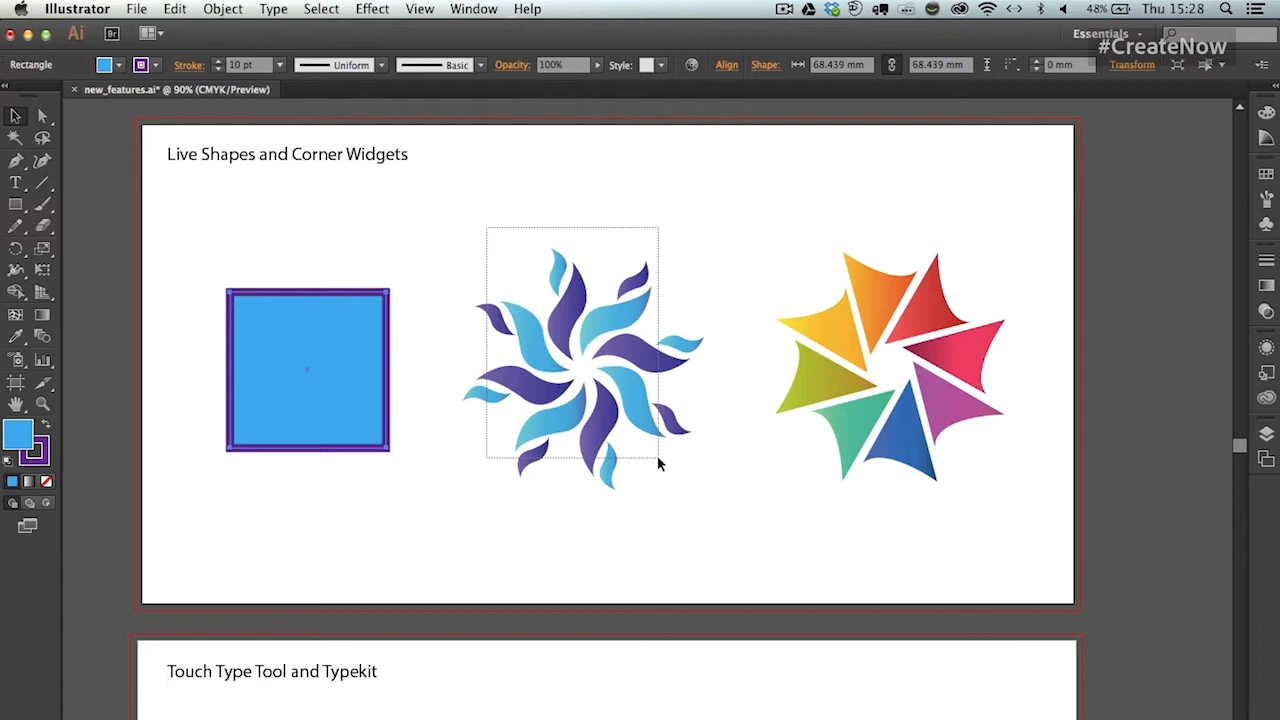 Illustrator File Edit Object Type Select Effect View Window Help 48% Thu 15:28
Ai Br Essentials
#CreateNow
Rectangle Stroke: 10 pt Uniform Basic Opacity: 100% Style: Align Shape: 68.439 mm 68.439 mm 0 mm Transform
× new_features.ai* @ 90% (CMYK/Preview)
Live Shapes and Corner Widgets
Touch Type Tool and Typekit